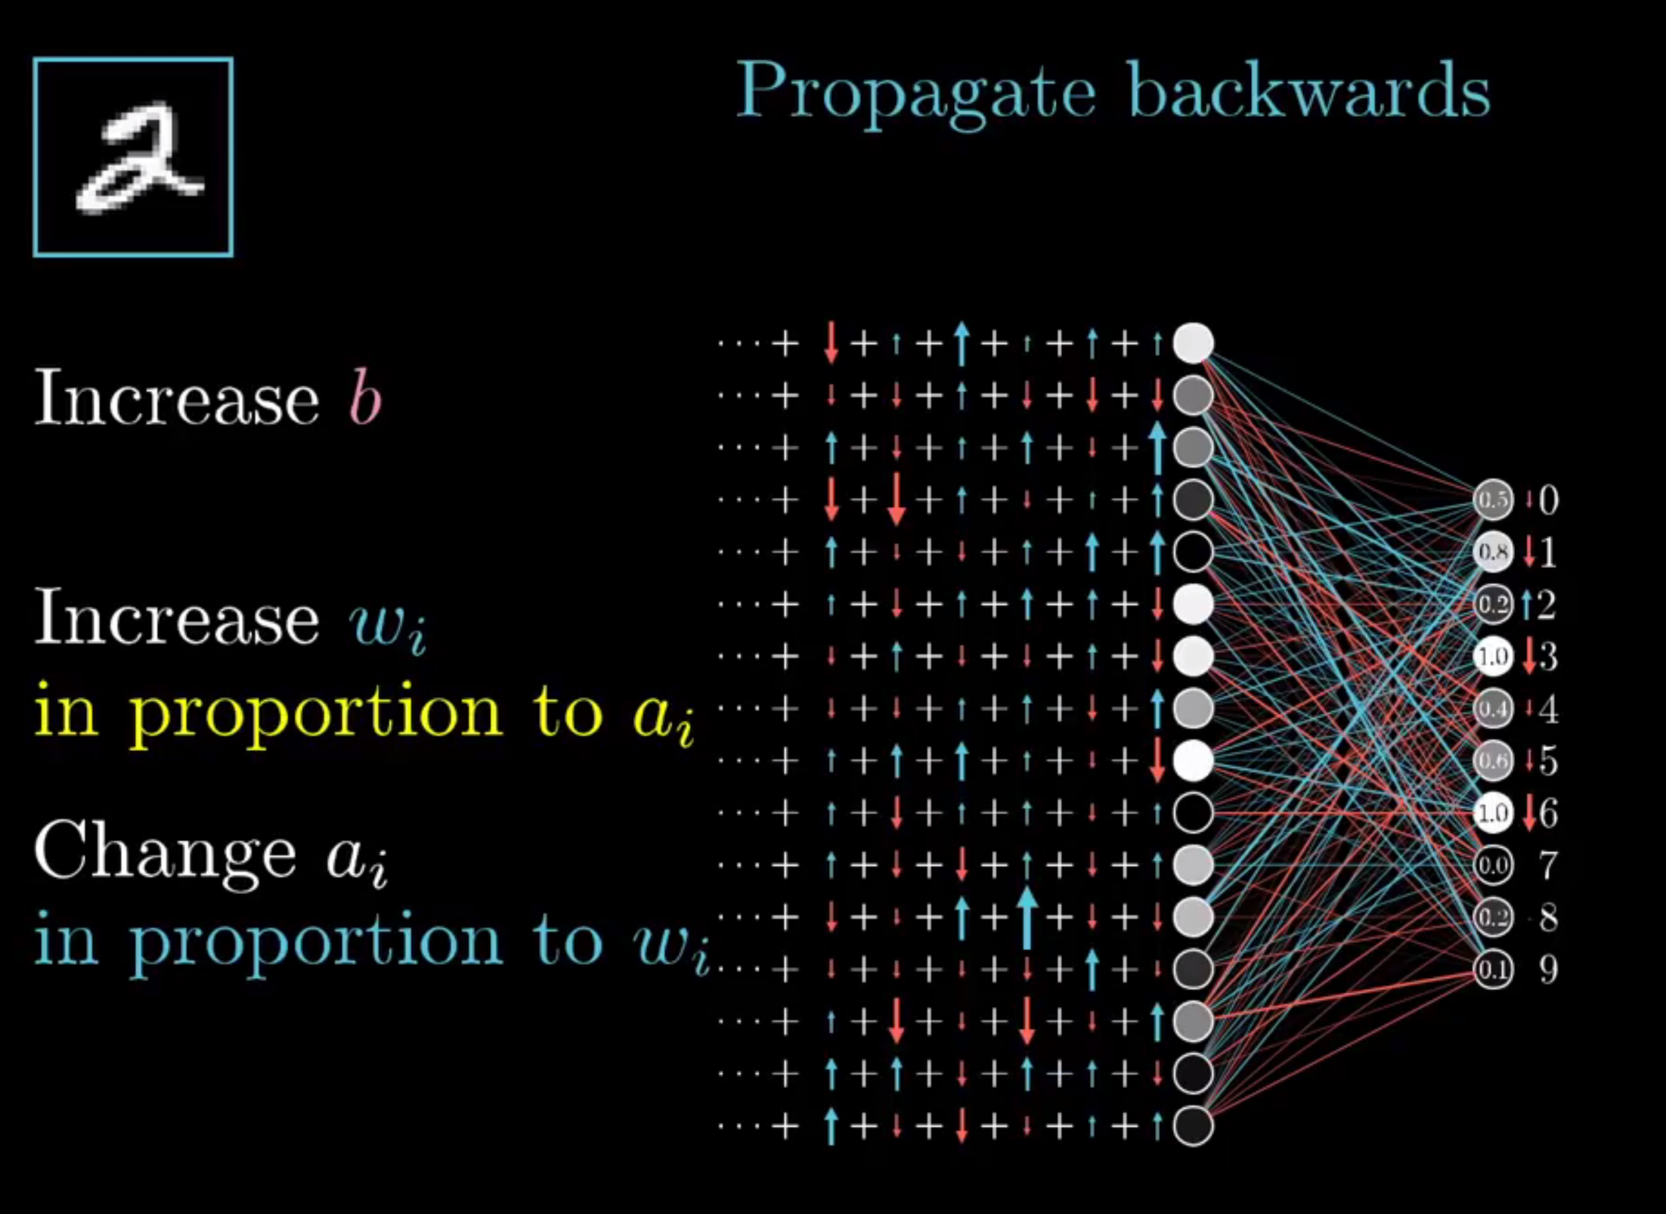 Propagate backwards
2
Increase b
Increase wᵢ
in proportion to aᵢ
Change aᵢ
in proportion to wᵢ
··· + ↓ + ↑ + ↑ + ↑ + ↑ + ↑
··· + ↓ + ↓ + ↑ + ↓ + ↓ + ↓
··· + ↑ + ↓ + ↑ + ↑ + ↓ + ↑
··· + ↓ + ↓ + ↑ + ↓ + ↑ + ↑
··· + ↑ + ↓ + ↓ + ↑ + ↑ + ↑
··· + ↑ + ↓ + ↑ + ↑ + ↑ + ↓
··· + ↓ + ↑ + ↓ + ↓ + ↑ + ↓
··· + ↓ + ↓ + ↑ + ↑ + ↓ + ↑
··· + ↑ + ↑ + ↑ + ↑ + ↓ + ↓
··· + ↑ + ↓ + ↑ + ↑ + ↓ + ↑
··· + ↑ + ↓ + ↓ + ↑ + ↓ + ↑
··· + ↓ + ↓ + ↑ + ↑ + ↓ + ↓
··· + ↓ + ↓ + ↓ + ↓ + ↑ + ↓
··· + ↑ + ↓ + ↓ + ↓ + ↓ + ↑
··· + ↑ + ↑ + ↓ + ↑ + ↑ + ↓
··· + ↑ + ↓ + ↓ + ↓ + ↑ + ↑
0.5 ↓0
0.8 ↓1
0.2 ↑2
1.0 ↓3
0.4 ↓4
0.6 ↓5
1.0 ↓6
0.0 7
0.2 8
0.1 9